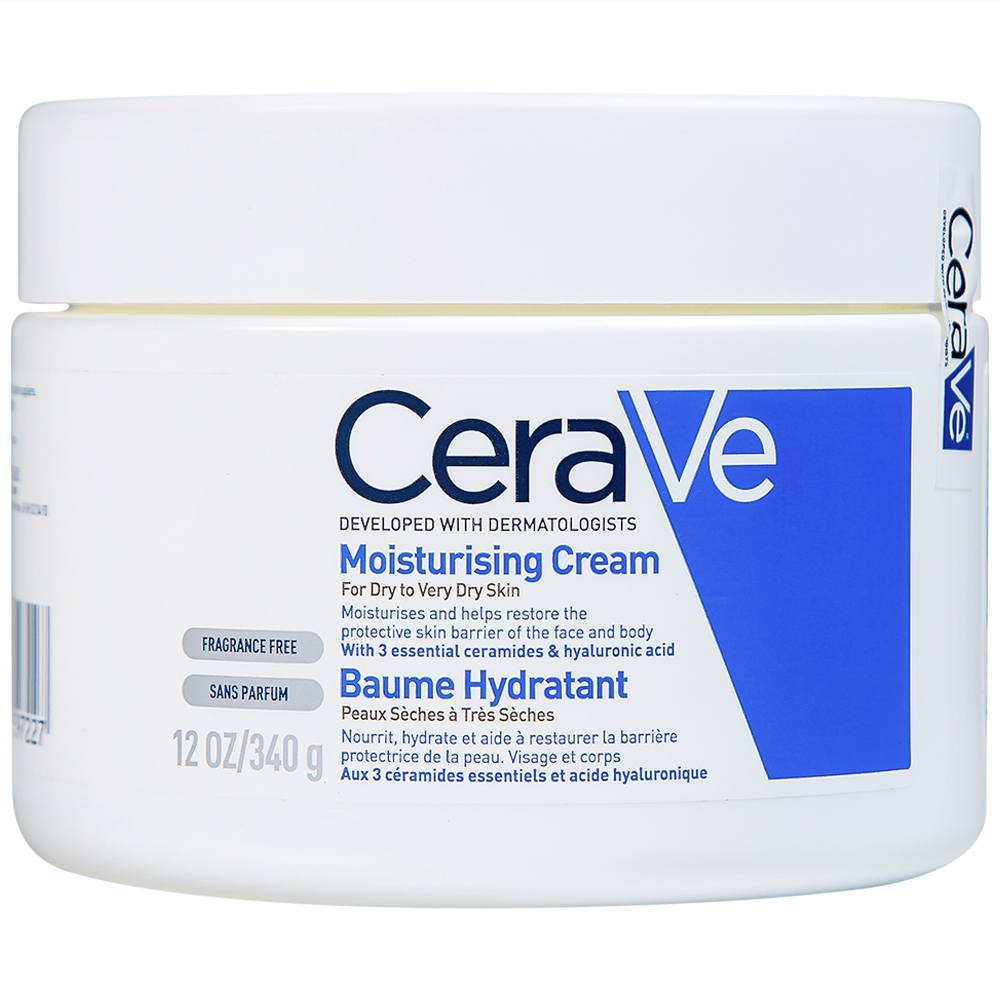 CeraVe
DEVELOPED WITH DERMATOLOGISTS
Moisturising Cream
For Dry to Very Dry Skin
Moisturises and helps restore the
protective skin barrier of the face and body
With 3 essential ceramides & hyaluronic acid
FRAGRANCE FREE
SANS PARFUM
12 OZ/340 g
Baume Hydratant
Peaux Sèches à Très Sèches
Nourrit, hydrate et aide à restaurer la barrière
protectrice de la peau. Visage et corps
Aux 3 céramides essentiels et acide hyaluronique
CeraVe
DEVELOPED WITH